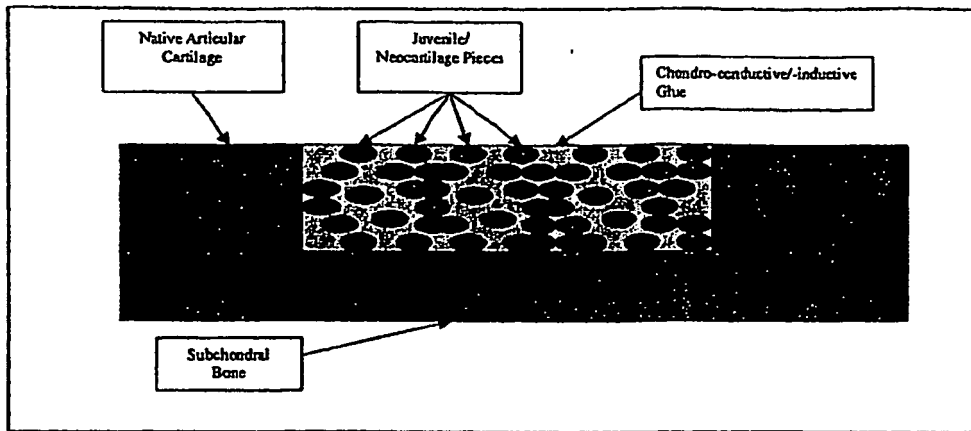 Native Articular
Cartilage
Juvenile/
Neocartilage Pieces
Chondro-conductive/-inductive
Glue
Subchondral
Bone